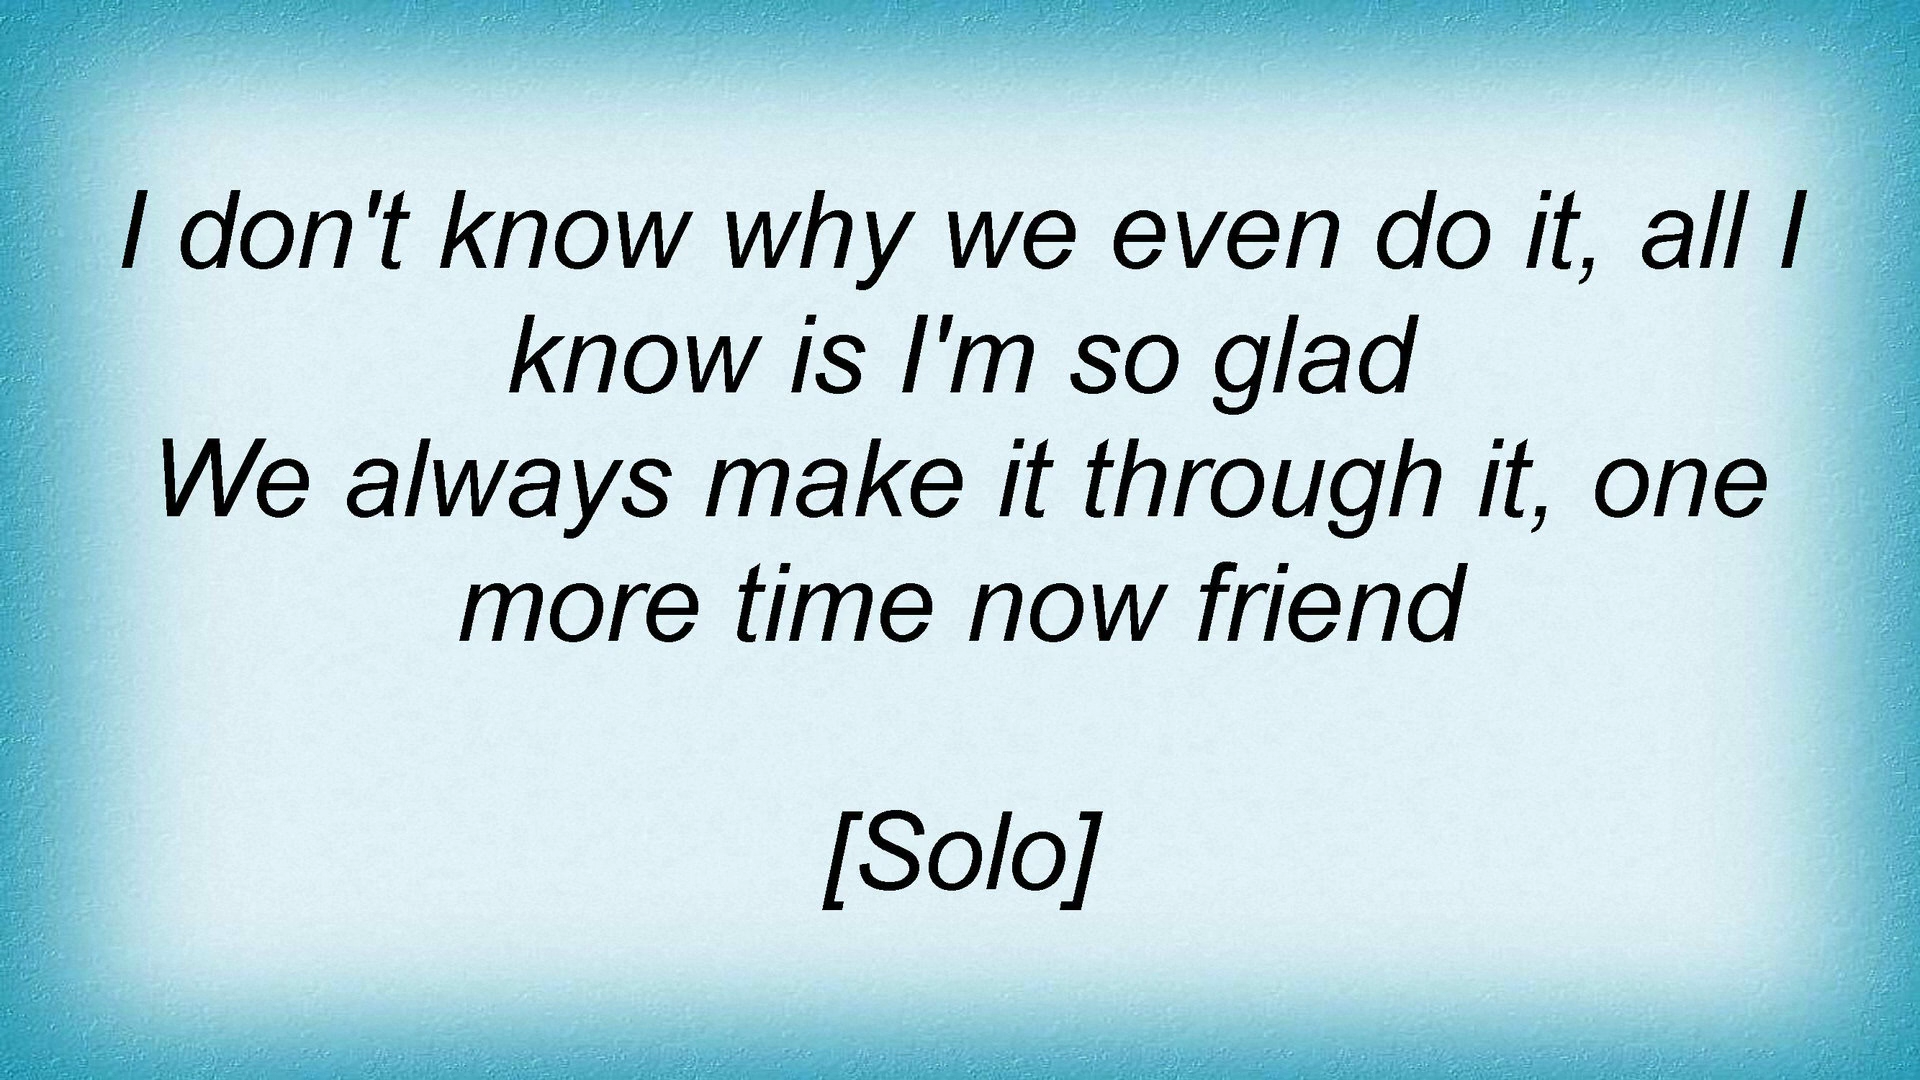 I don't know why we even do it, all I
know is I'm so glad
We always make it through it, one
more time now friend
[Solo]